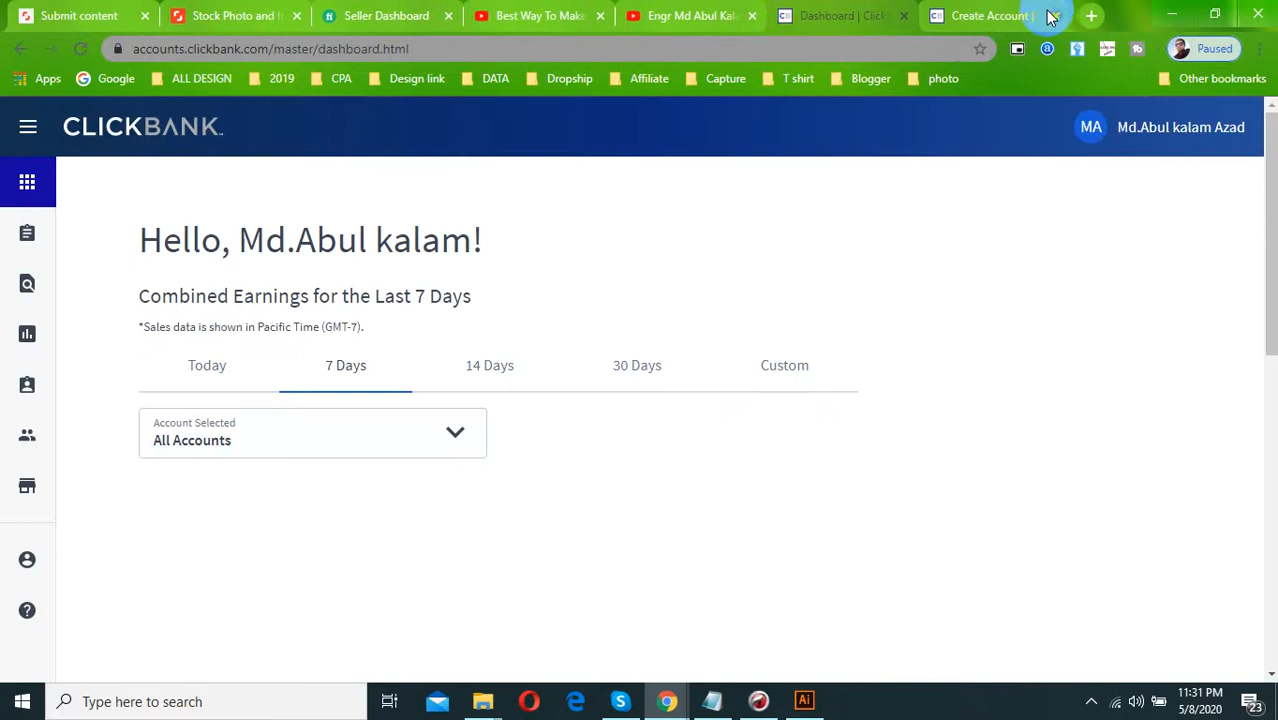 Submit content
Stock Photo and I
Seller Dashboard
Best Way To Make
Engr Md Abul Kal
Dashboard | Click
Create Account |
accounts.clickbank.com/master/dashboard.html
Paused
Apps
Google
ALL DESIGN
2019
CPA
Design link
DATA
Dropship
Affiliate
Capture
T shirt
Blogger
photo
Other bookmarks
CLICKBANK
MA
Md.Abul kalam Azad
Hello, Md.Abul kalam!
Combined Earnings for the Last 7 Days
*Sales data is shown in Pacific Time (GMT-7).
Today
7 Days
14 Days
30 Days
Custom
Account Selected
All Accounts
Type here to search
11:31 PM
5/8/2020
23